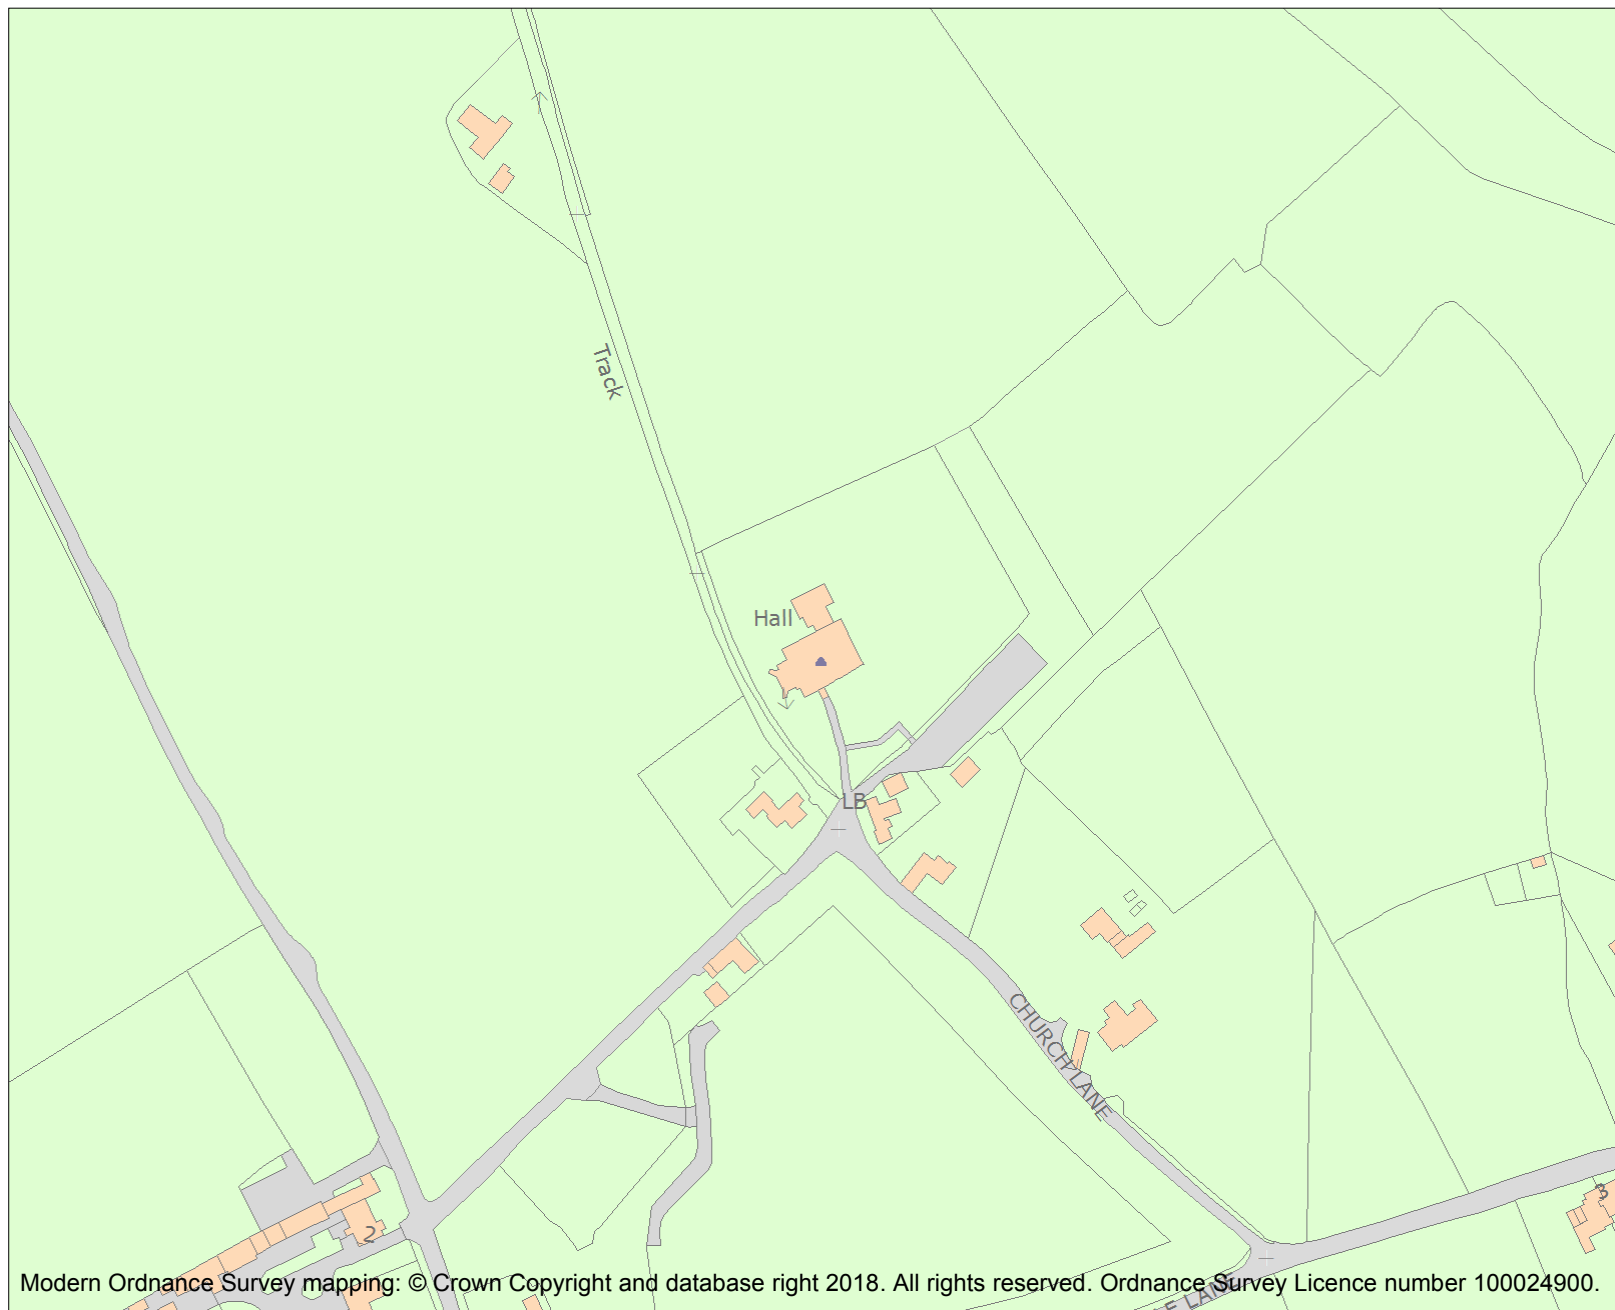 Track
Hall
LB
CHURCH LANE
3
2
E LANE
Modern Ordnance Survey mapping: © Crown Copyright and database right 2018. All rights reserved. Ordnance Survey Licence number 100024900.